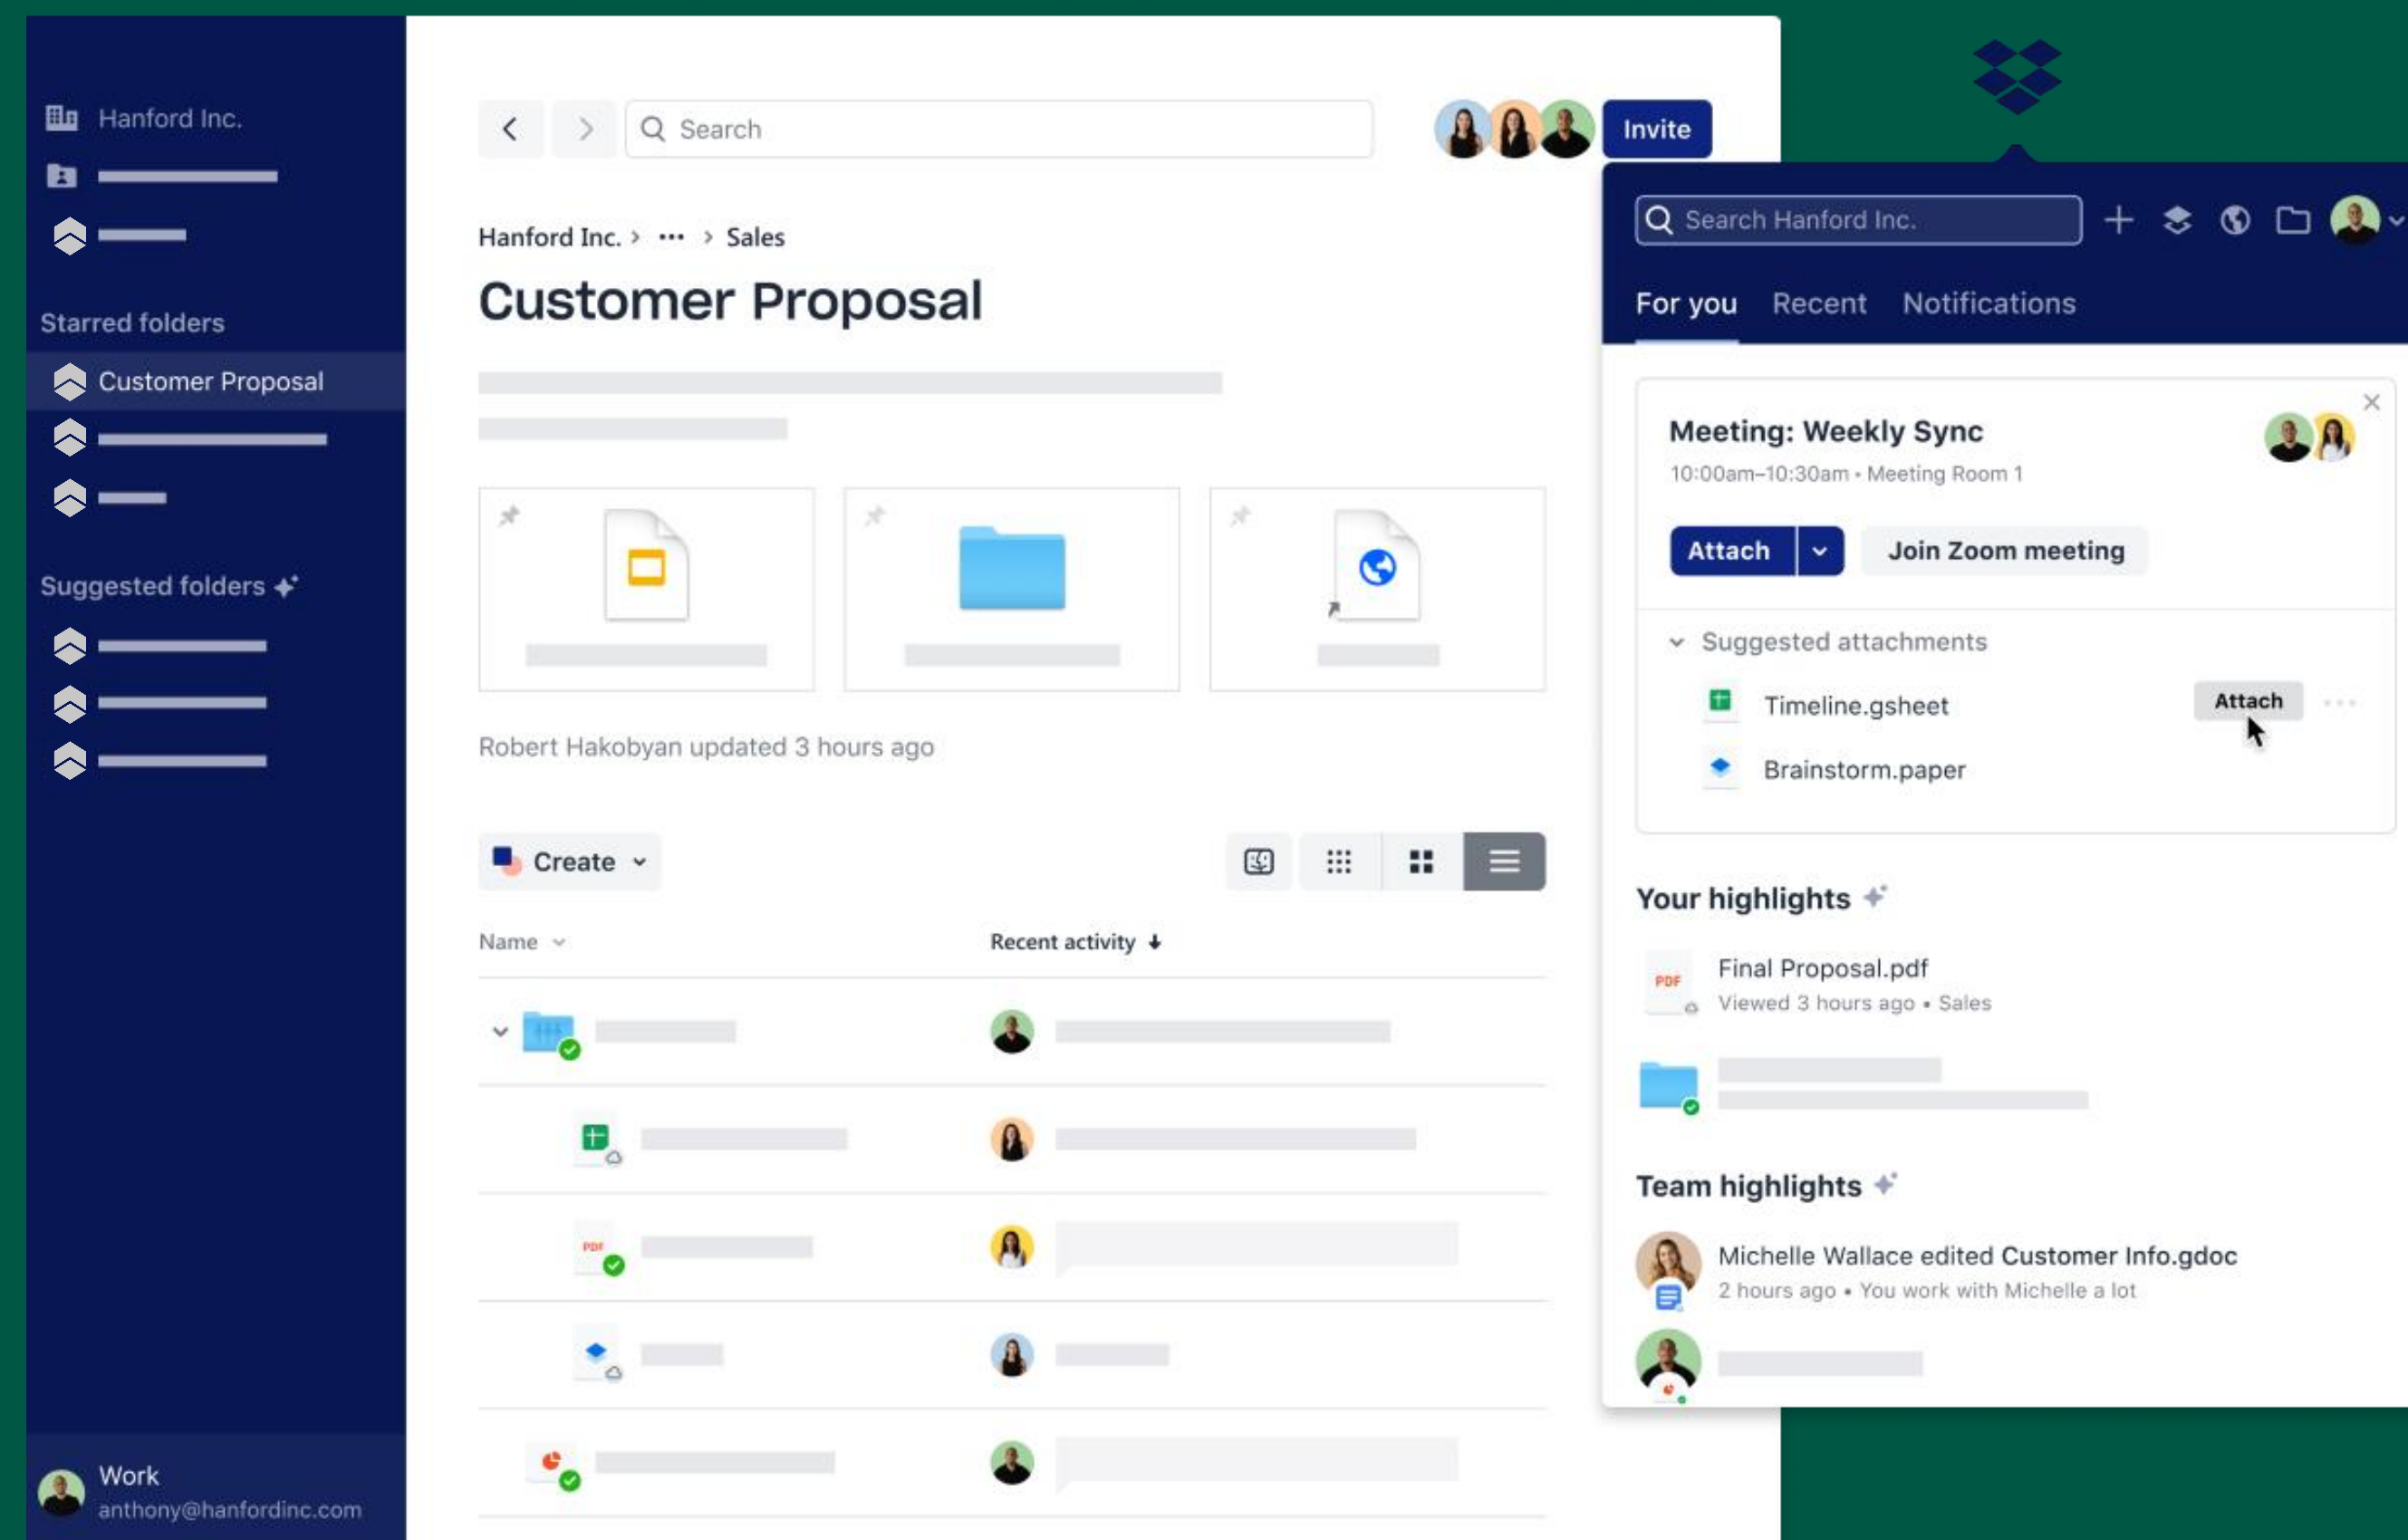 Hanford Inc.
Starred folders
Customer Proposal
Suggested folders
Work
anthony@hanfordinc.com
Search
Invite
Hanford Inc. > ••• > Sales
Customer Proposal
Robert Hakobyan updated 3 hours ago
Create
Name
Recent activity
PDF
Search Hanford Inc.
For you
Recent
Notifications
Meeting: Weekly Sync
10:00am–10:30am • Meeting Room 1
Attach
Join Zoom meeting
Suggested attachments
Timeline.gsheet
Attach
Brainstorm.paper
Your highlights
PDF
Final Proposal.pdf
Viewed 3 hours ago • Sales
Team highlights
Michelle Wallace edited Customer Info.gdoc
2 hours ago • You work with Michelle a lot